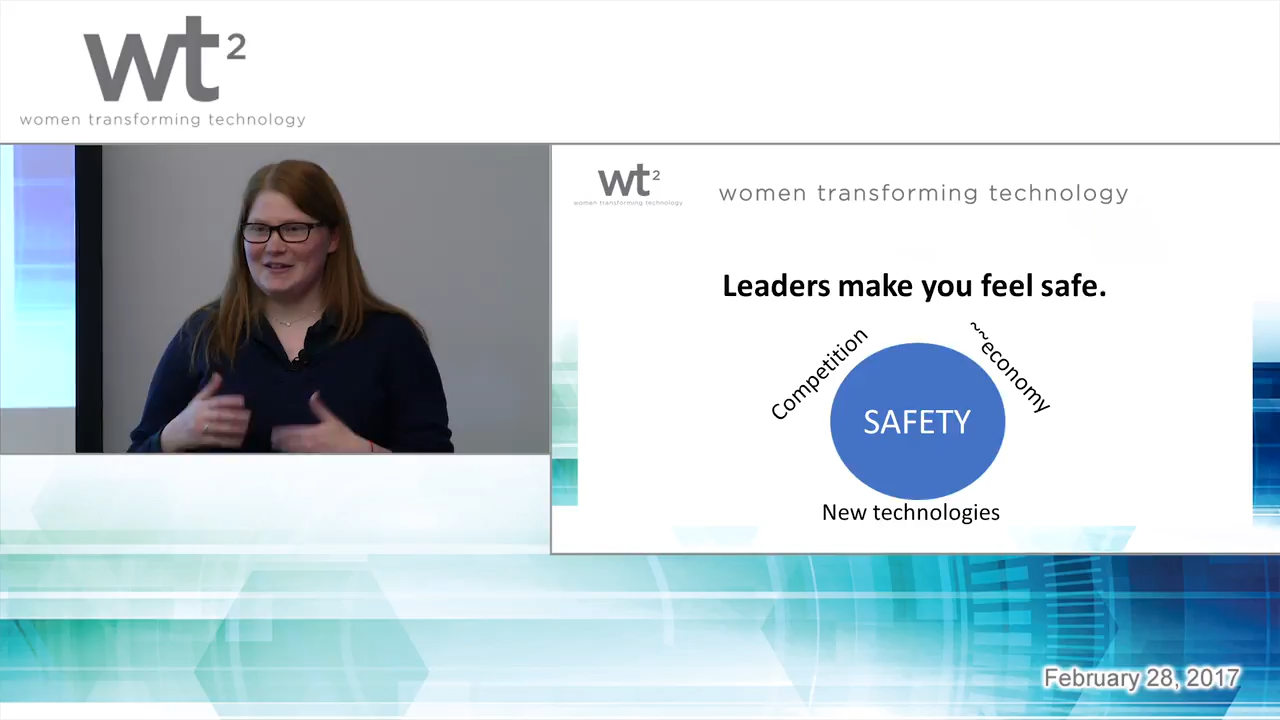 wt2
women transforming technology
wt2
women transforming technology
women transforming technology
Leaders make you feel safe.
Competition
~~economy
SAFETY
New technologies
February 28, 2017